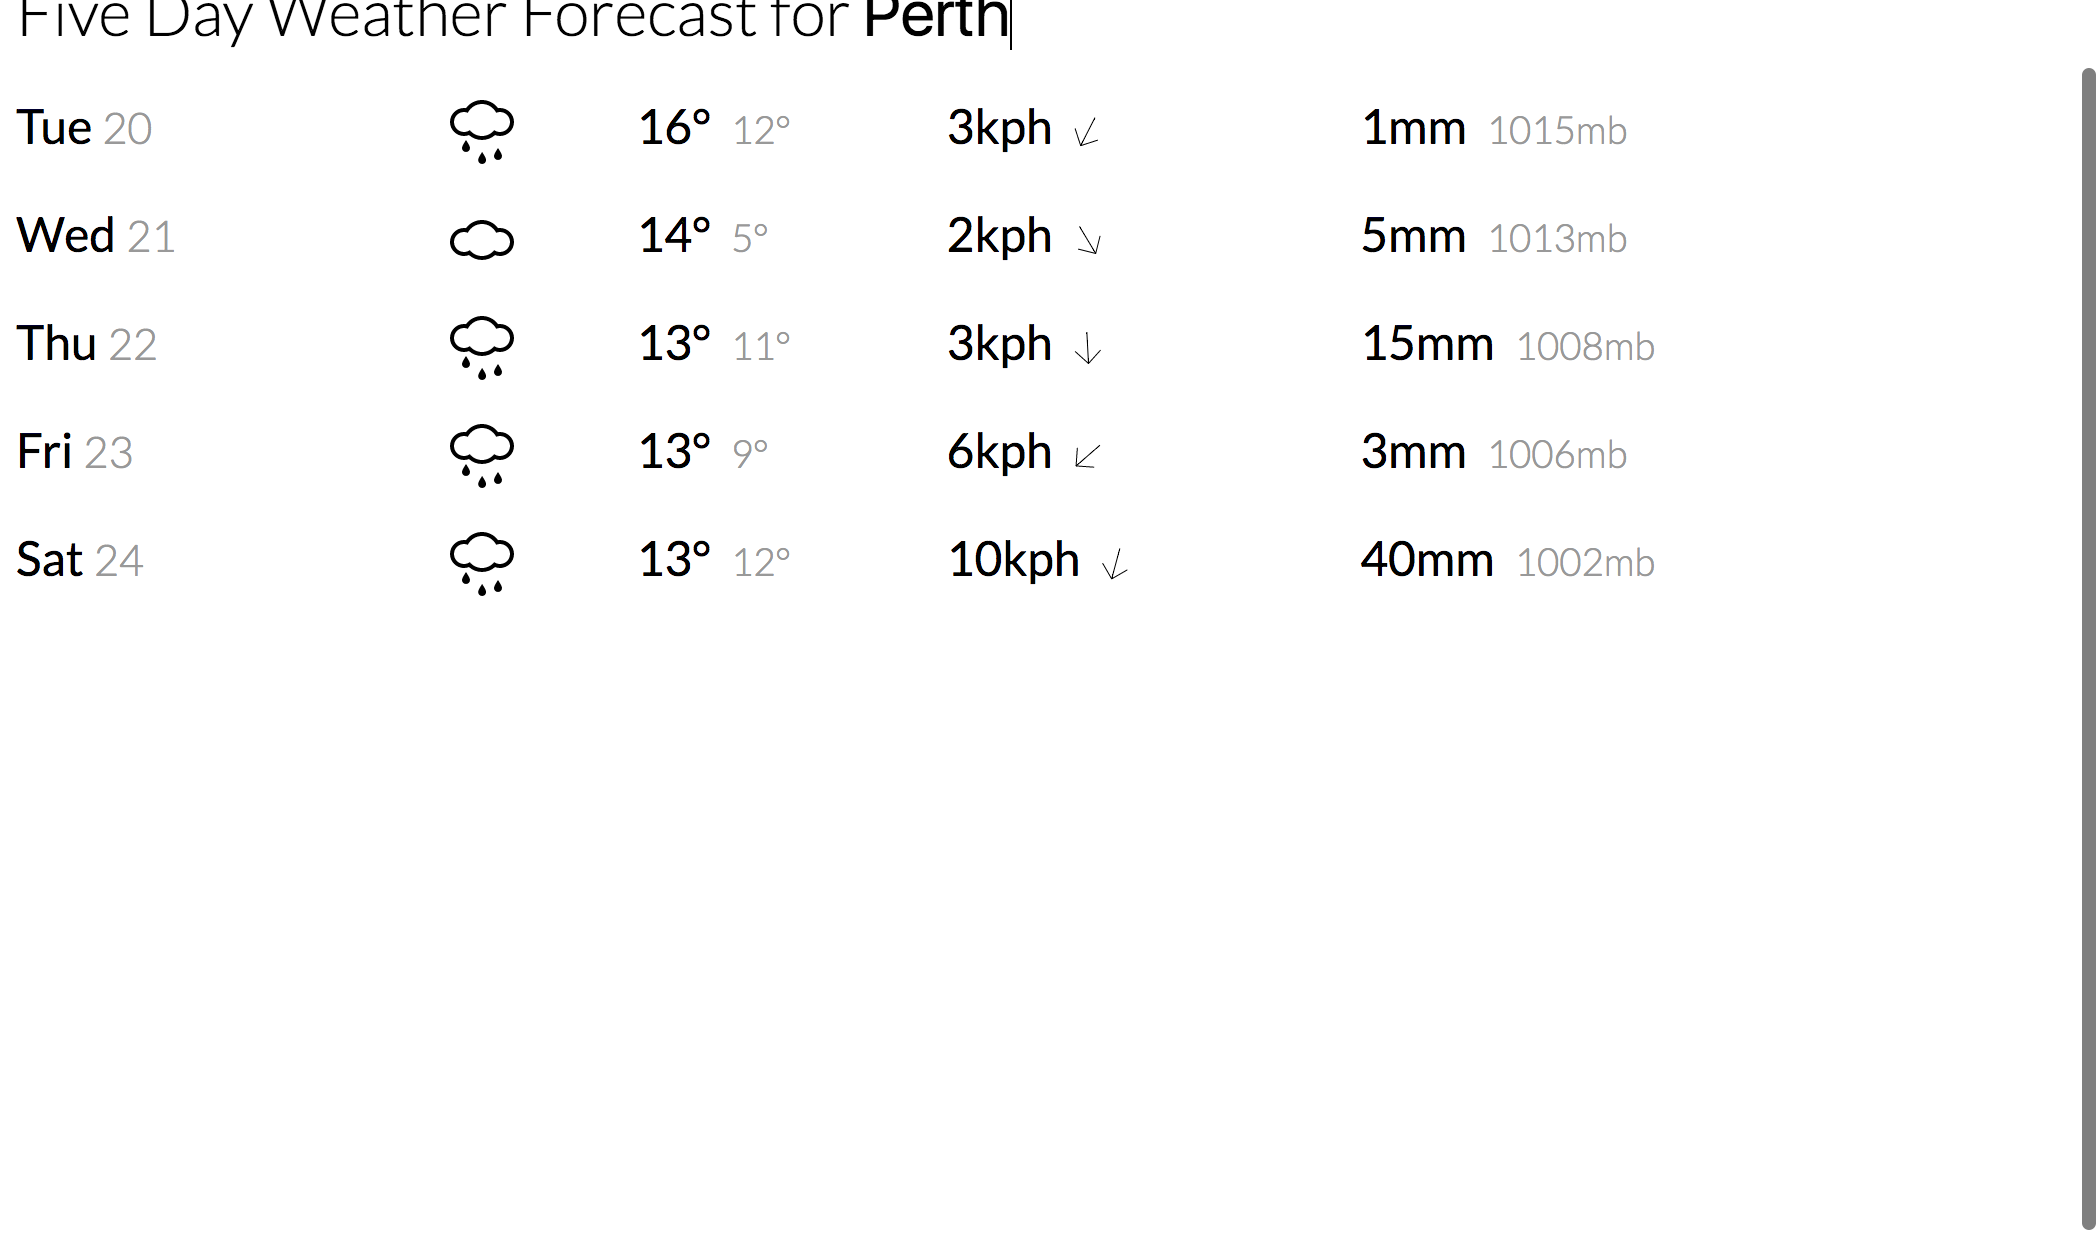 Five Day Weather Forecast for Perth
Tue 20 16° 12° 3kph 1mm 1015mb
Wed 21 14° 5° 2kph 5mm 1013mb
Thu 22 13° 11° 3kph 15mm 1008mb
Fri 23 13° 9° 6kph 3mm 1006mb
Sat 24 13° 12° 10kph 40mm 1002mb